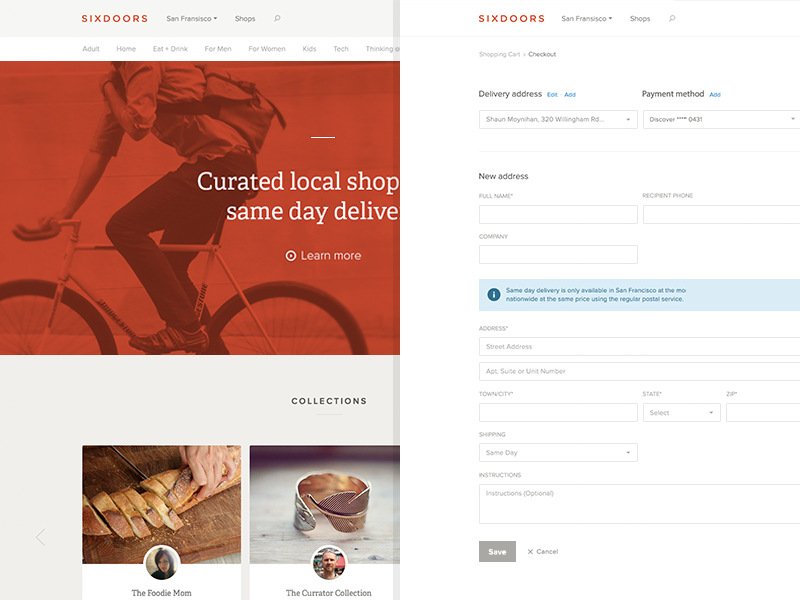 SIXDOORS
San Fransisco
Shops
Adult
Home
Eat + Drink
For Men
For Women
Kids
Tech
Thinking o
Curated local shop
same day delive
Learn more
COLLECTIONS
The Foodie Mom
The Currator Collection
SIXDOORS
San Fransisco
Shops
Shopping Cart > Checkout
Delivery address Edit · Add
Payment method Add
Shaun Moynihan, 320 Willingham Rd...
Discover **** 0431
New address
FULL NAME*
RECIPIENT PHONE
COMPANY
Same day delivery is only available in San Francisco at the mo
nationwide at the same price using the regular postal service.
ADDRESS*
Street Address
Apt, Suite or Unit Number
TOWN/CITY*
STATE*
ZIP*
Select
SHIPPING
Same Day
INSTRUCTIONS
Instructions (Optional)
Save
Cancel